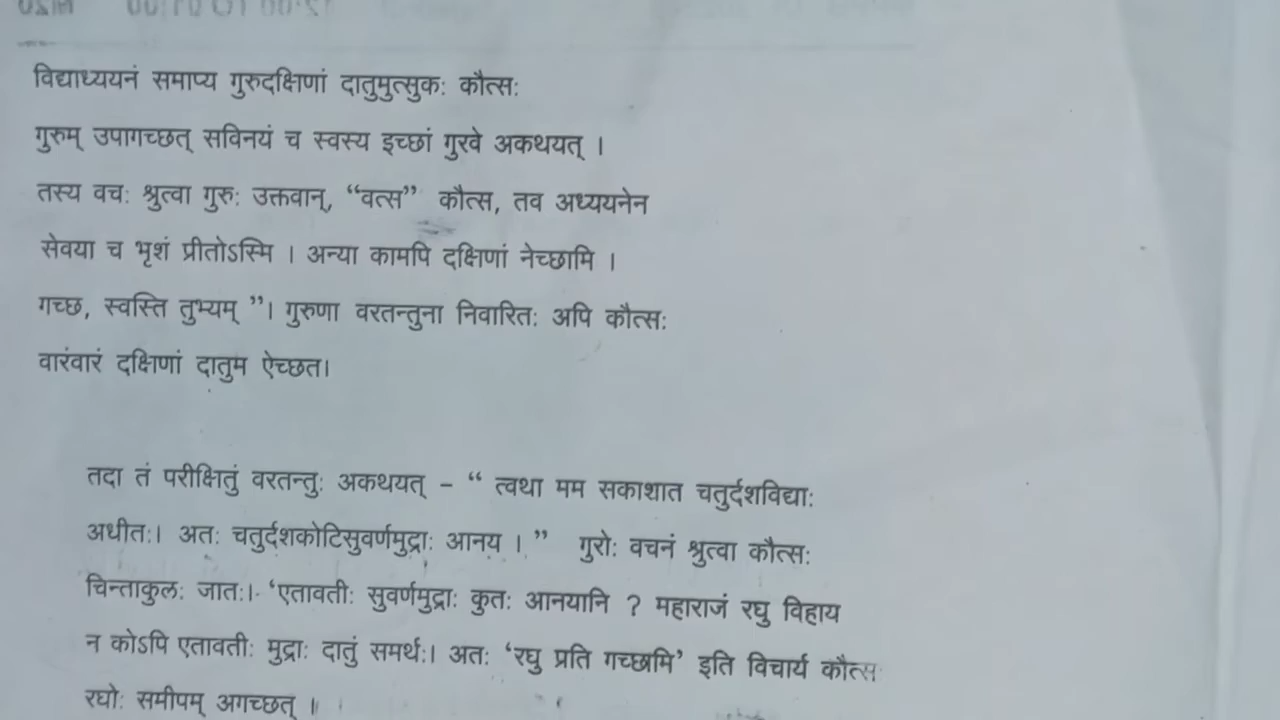 विद्याध्ययनं समाप्य गुरुदक्षिणां दातुमुत्सुकः कौत्सः
गुरुम् उपागच्छत् सविनयं च स्वस्य इच्छां गुरवे अकथयत् ।
तस्य वचः श्रुत्वा गुरुः उक्तवान्, “वत्स” कौत्स, तव अध्ययनेन
सेवया च भृशं प्रीतोऽस्मि । अन्या कामपि दक्षिणां नेच्छामि ।
गच्छ, स्वस्ति तुभ्यम् ”। गुरुणा वरतन्तुना निवारितः अपि कौत्सः
वारंवारं दक्षिणां दातुम ऐच्छत।
तदा तं परीक्षितुं वरतन्तुः अकथयत् – “ त्वथा मम सकाशात चतुर्दशविद्याः
अधीतः। अतः चतुर्दशकोटिसुवर्णमुद्राः आनय । ” गुरोः वचनं श्रुत्वा कौत्सः
चिन्ताकुलः जातः। ‘एतावतीः सुवर्णमुद्राः कुतः आनयानि ? महाराजं रघु विहाय
न कोऽपि एतावतीः मुद्राः दातुं समर्थः। अतः ‘रघु प्रति गच्छामि’ इति विचार्य कौत्सः
रघोः समीपम् अगच्छत् ।